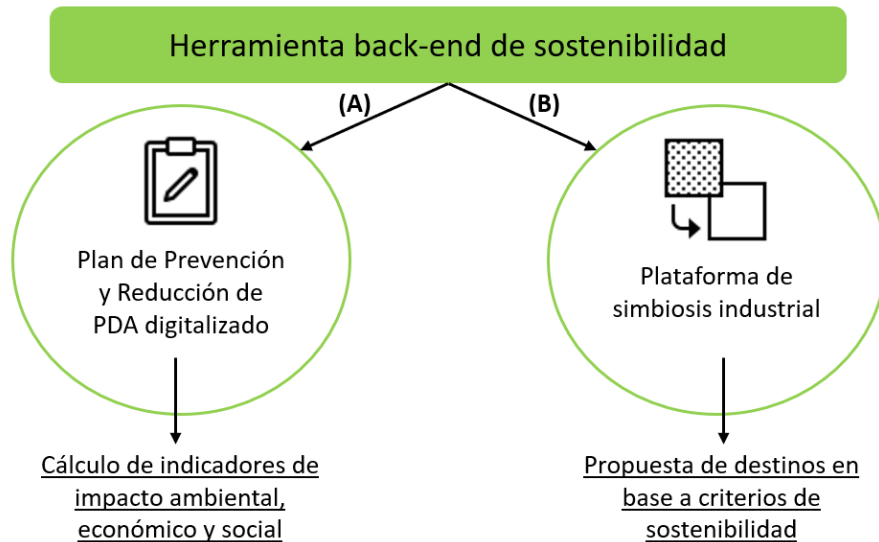 Herramienta back-end de sostenibilidad
(A)
(B)
Plan de Prevención
y Reducción de
PDA digitalizado
Plataforma de
simbiosis industrial
Cálculo de indicadores de
impacto ambiental,
económico y social
Propuesta de destinos en
base a criterios de
sostenibilidad